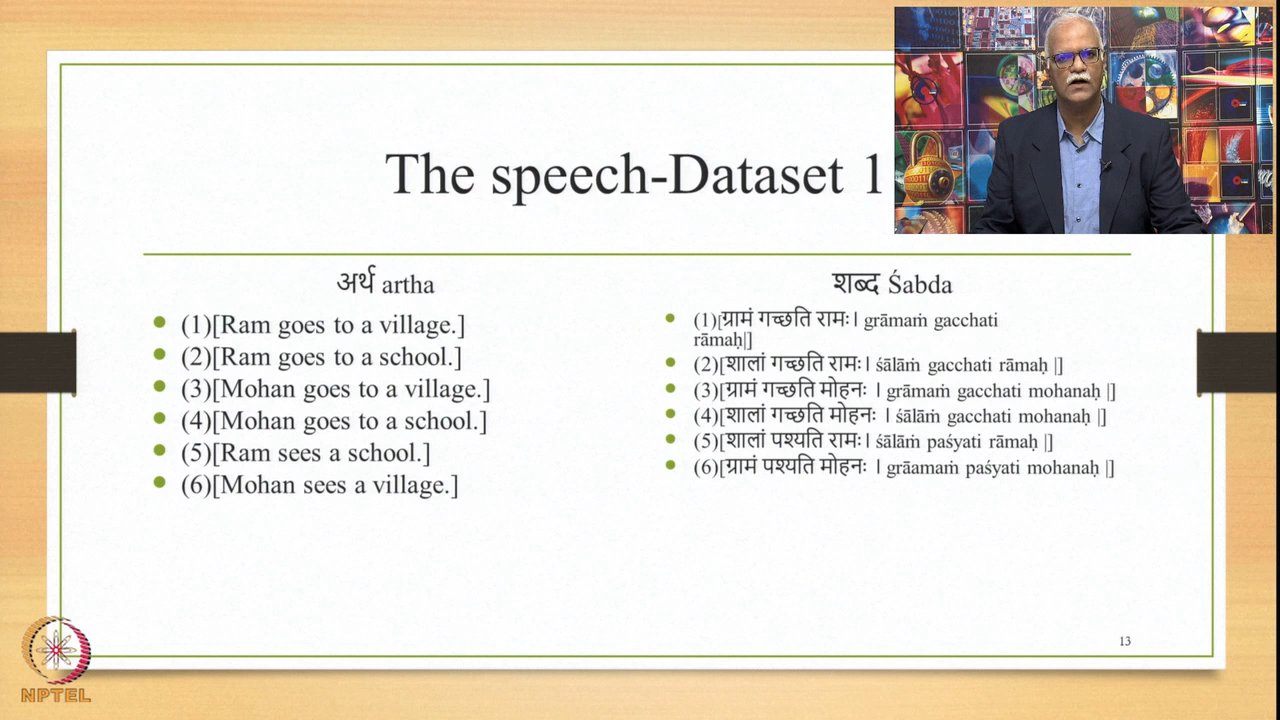 The speech-Dataset 1
अर्थ artha
(1)[Ram goes to a village.]
(2)[Ram goes to a school.]
(3)[Mohan goes to a village.]
(4)[Mohan goes to a school.]
(5)[Ram sees a school.]
(6)[Mohan sees a village.]
शब्द Śabda
(1)[ग्रामं गच्छति रामः। grāmaṁ gacchati
rāmaḥ|]
(2)[शालां गच्छति रामः। śālāṁ gacchati rāmaḥ |]
(3)[ग्रामं गच्छति मोहनः । grāmaṁ gacchati mohanaḥ |]
(4)[शालां गच्छति मोहनः । śālāṁ gacchati mohanaḥ |]
(5)[शालां पश्यति रामः। śālāṁ paśyati rāmaḥ |]
(6)[ग्रामं पश्यति मोहनः । grāamaṁ paśyati mohanaḥ |]
13
NPTEL